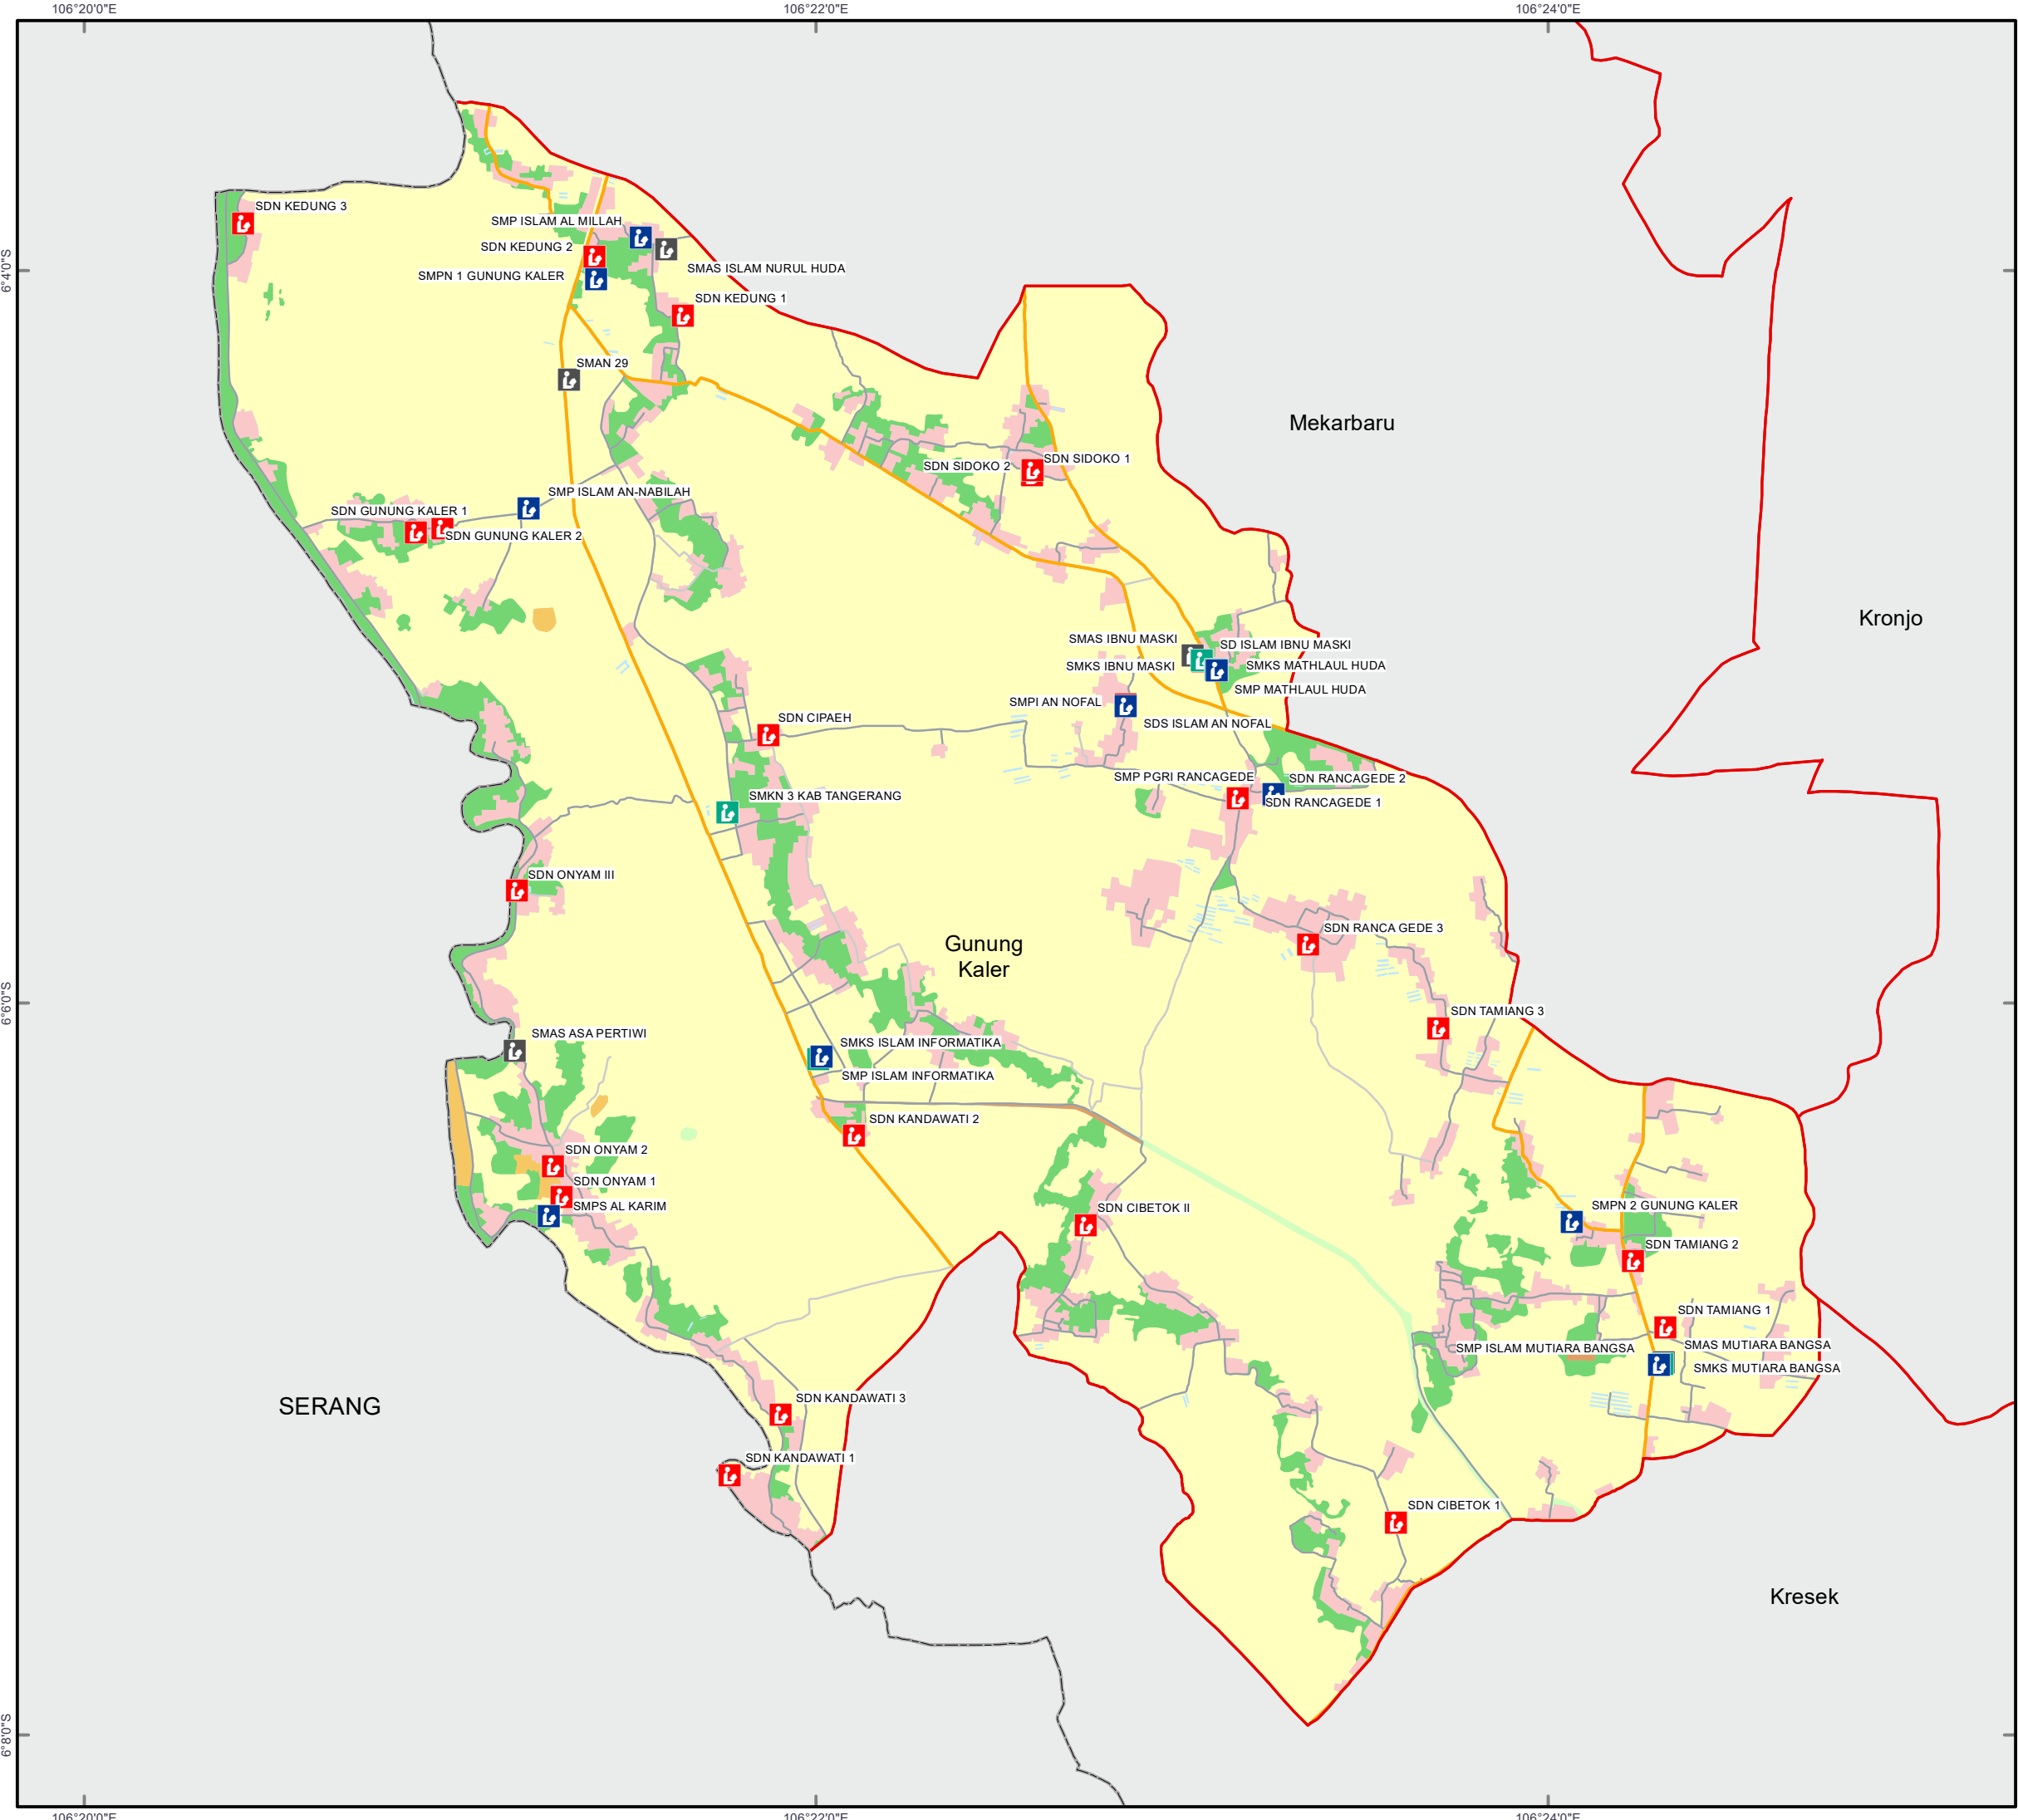 106°20'0"E
106°22'0"E
106°24'0"E
6°4'0"S
SDN KEDUNG 3
SMP ISLAM AL MILLAH
SDN KEDUNG 2
SMPN 1 GUNUNG KALER
SMAS ISLAM NURUL HUDA
SDN KEDUNG 1
SMAN 29
Mekarbaru
SDN SIDOKO 1
SDN SIDOKO 2
SMP ISLAM AN-NABILAH
SDN GUNUNG KALER 1
SDN GUNUNG KALER 2
Kronjo
SMAS IBNU MASKI
SD ISLAM IBNU MASKI
SMKS IBNU MASKI
SMKS MATHLAUL HUDA
SMP MATHLAUL HUDA
SMPI AN NOFAL
SDS ISLAM AN NOFAL
SDN CIPAEH
SMP PGRI RANCAGEDE
SDN RANCAGEDE 2
SDN RANCAGEDE 1
SMKN 3 KAB TANGERANG
SDN ONYAM III
SDN RANCA GEDE 3
Gunung
Kaler
6°6'0"S
SDN TAMIANG 3
SMAS ASA PERTIWI
SMKS ISLAM INFORMATIKA
SMP ISLAM INFORMATIKA
SDN KANDAWATI 2
SDN ONYAM 2
SDN ONYAM 1
SMPS AL KARIM
SDN CIBETOK II
SMPN 2 GUNUNG KALER
SDN TAMIANG 2
SDN TAMIANG 1
SMP ISLAM MUTIARA BANGSA
SMAS MUTIARA BANGSA
SMKS MUTIARA BANGSA
SERANG
SDN KANDAWATI 3
SDN KANDAWATI 1
SDN CIBETOK 1
Kresek
6°8'0"S
106°20'0"E
106°22'0"E
106°24'0"E